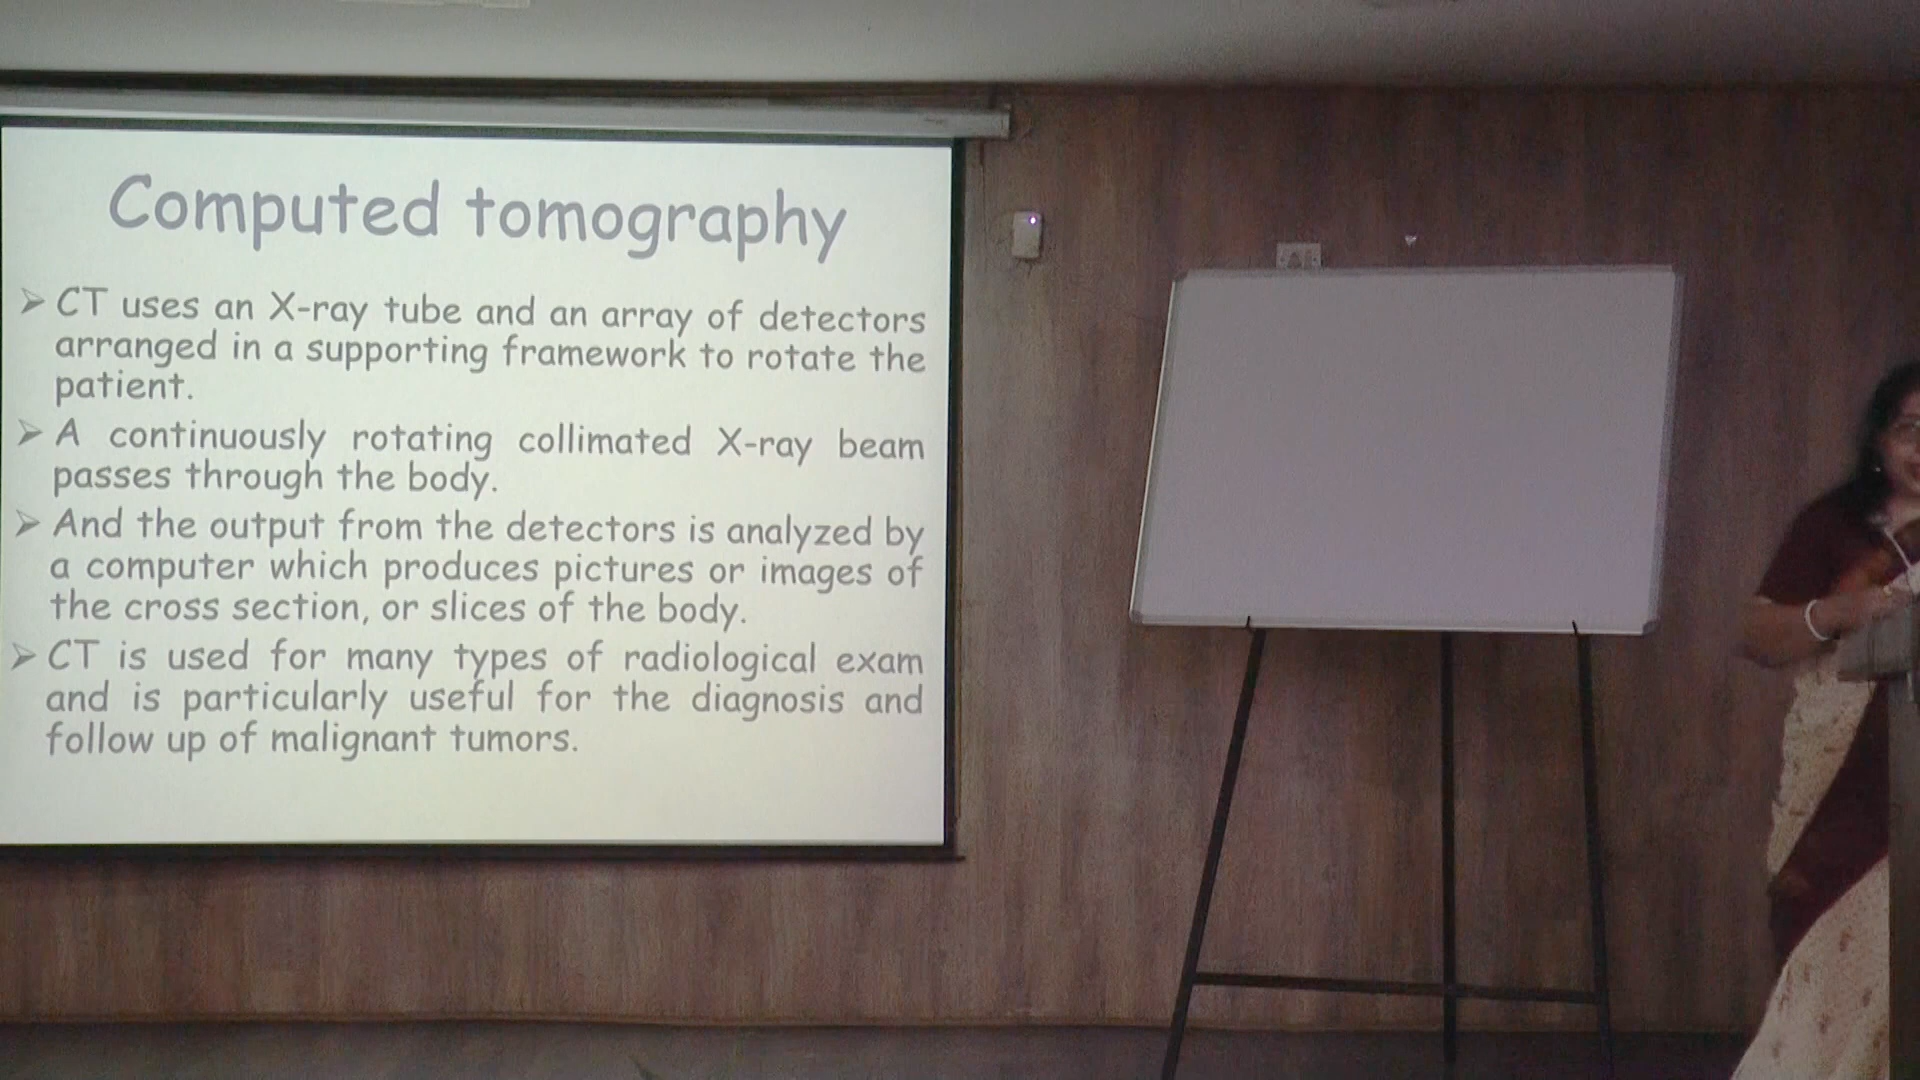 Computed tomography
➢ CT uses an X-ray tube and an array of detectors
arranged in a supporting framework to rotate the
patient.
➢ A continuously rotating collimated X-ray beam
passes through the body.
➢ And the output from the detectors is analyzed by
a computer which produces pictures or images of
the cross section, or slices of the body.
➢ CT is used for many types of radiological exam
and is particularly useful for the diagnosis and
follow up of malignant tumors.